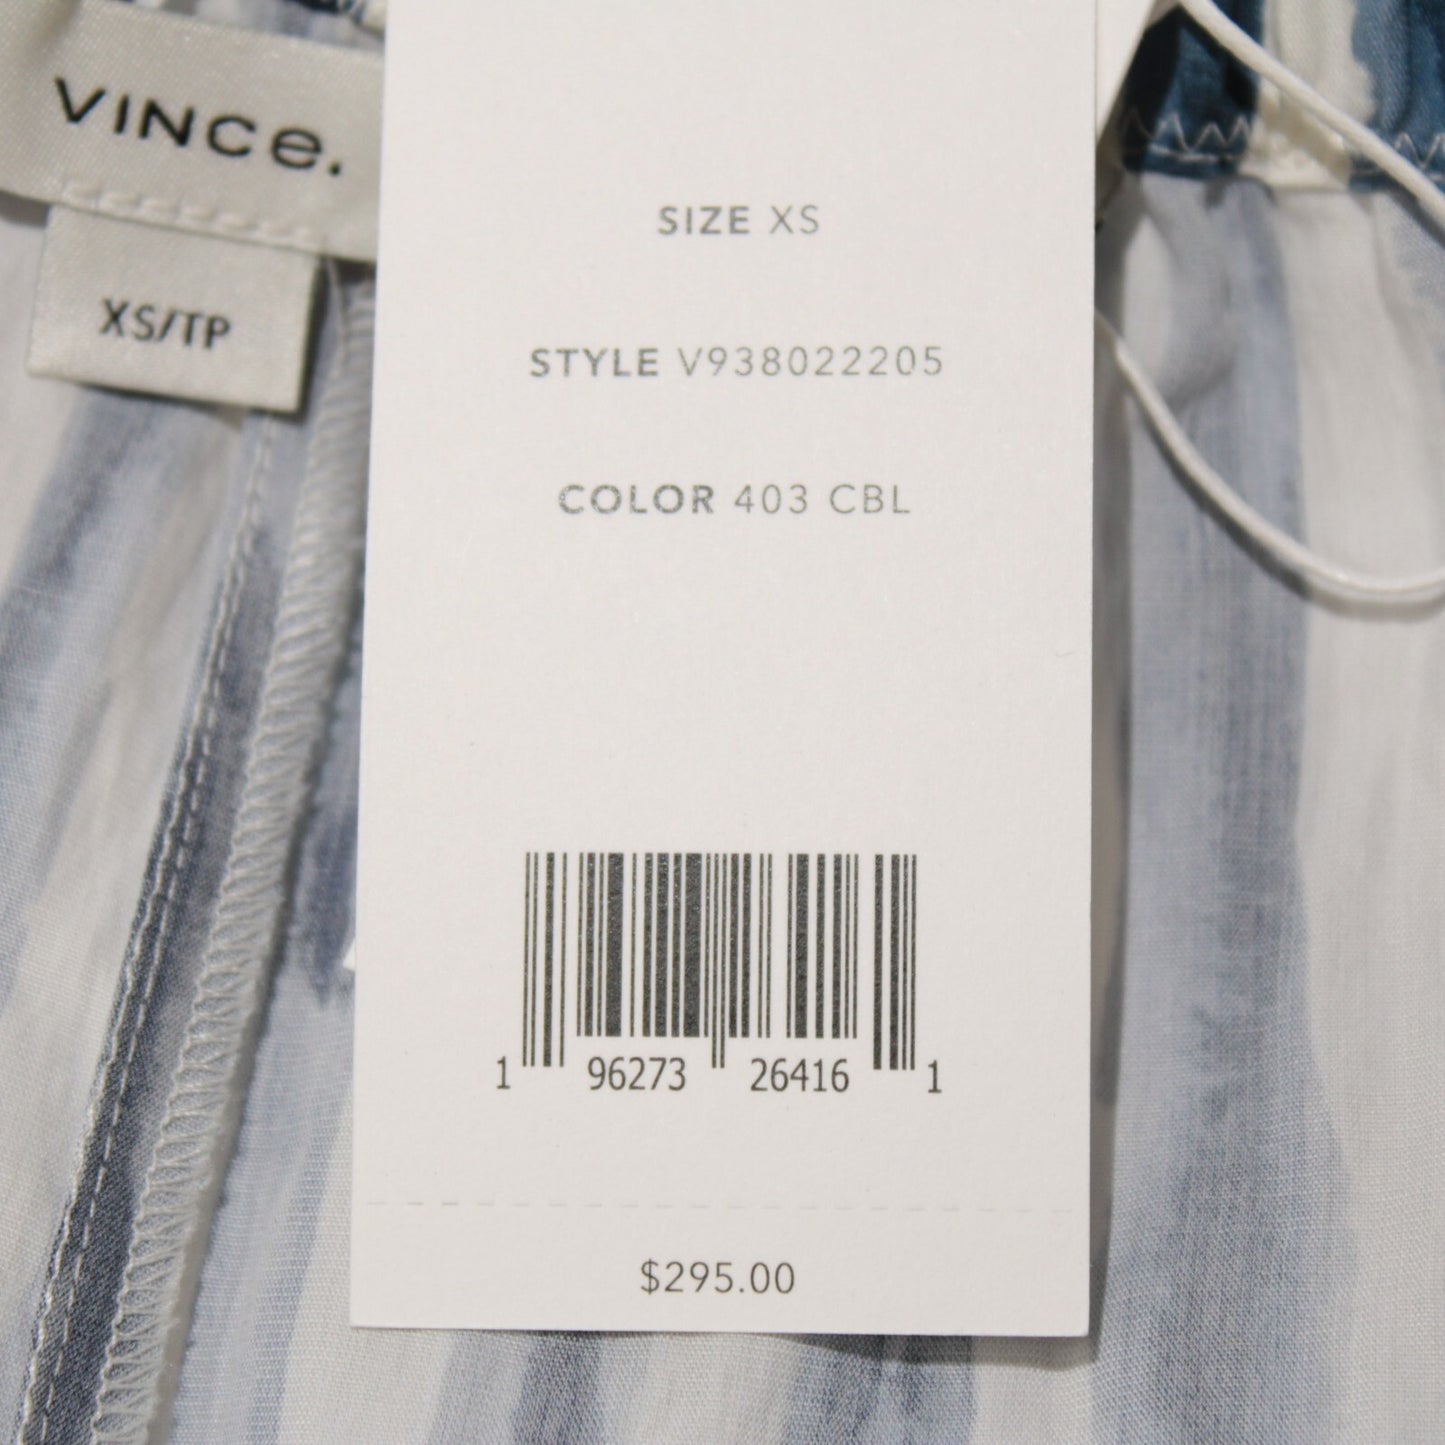 VINCe.
XS/TP
SIZE XS
STYLE V938022205
COLOR 403 CBL
1 96273 26416 1
$295.00